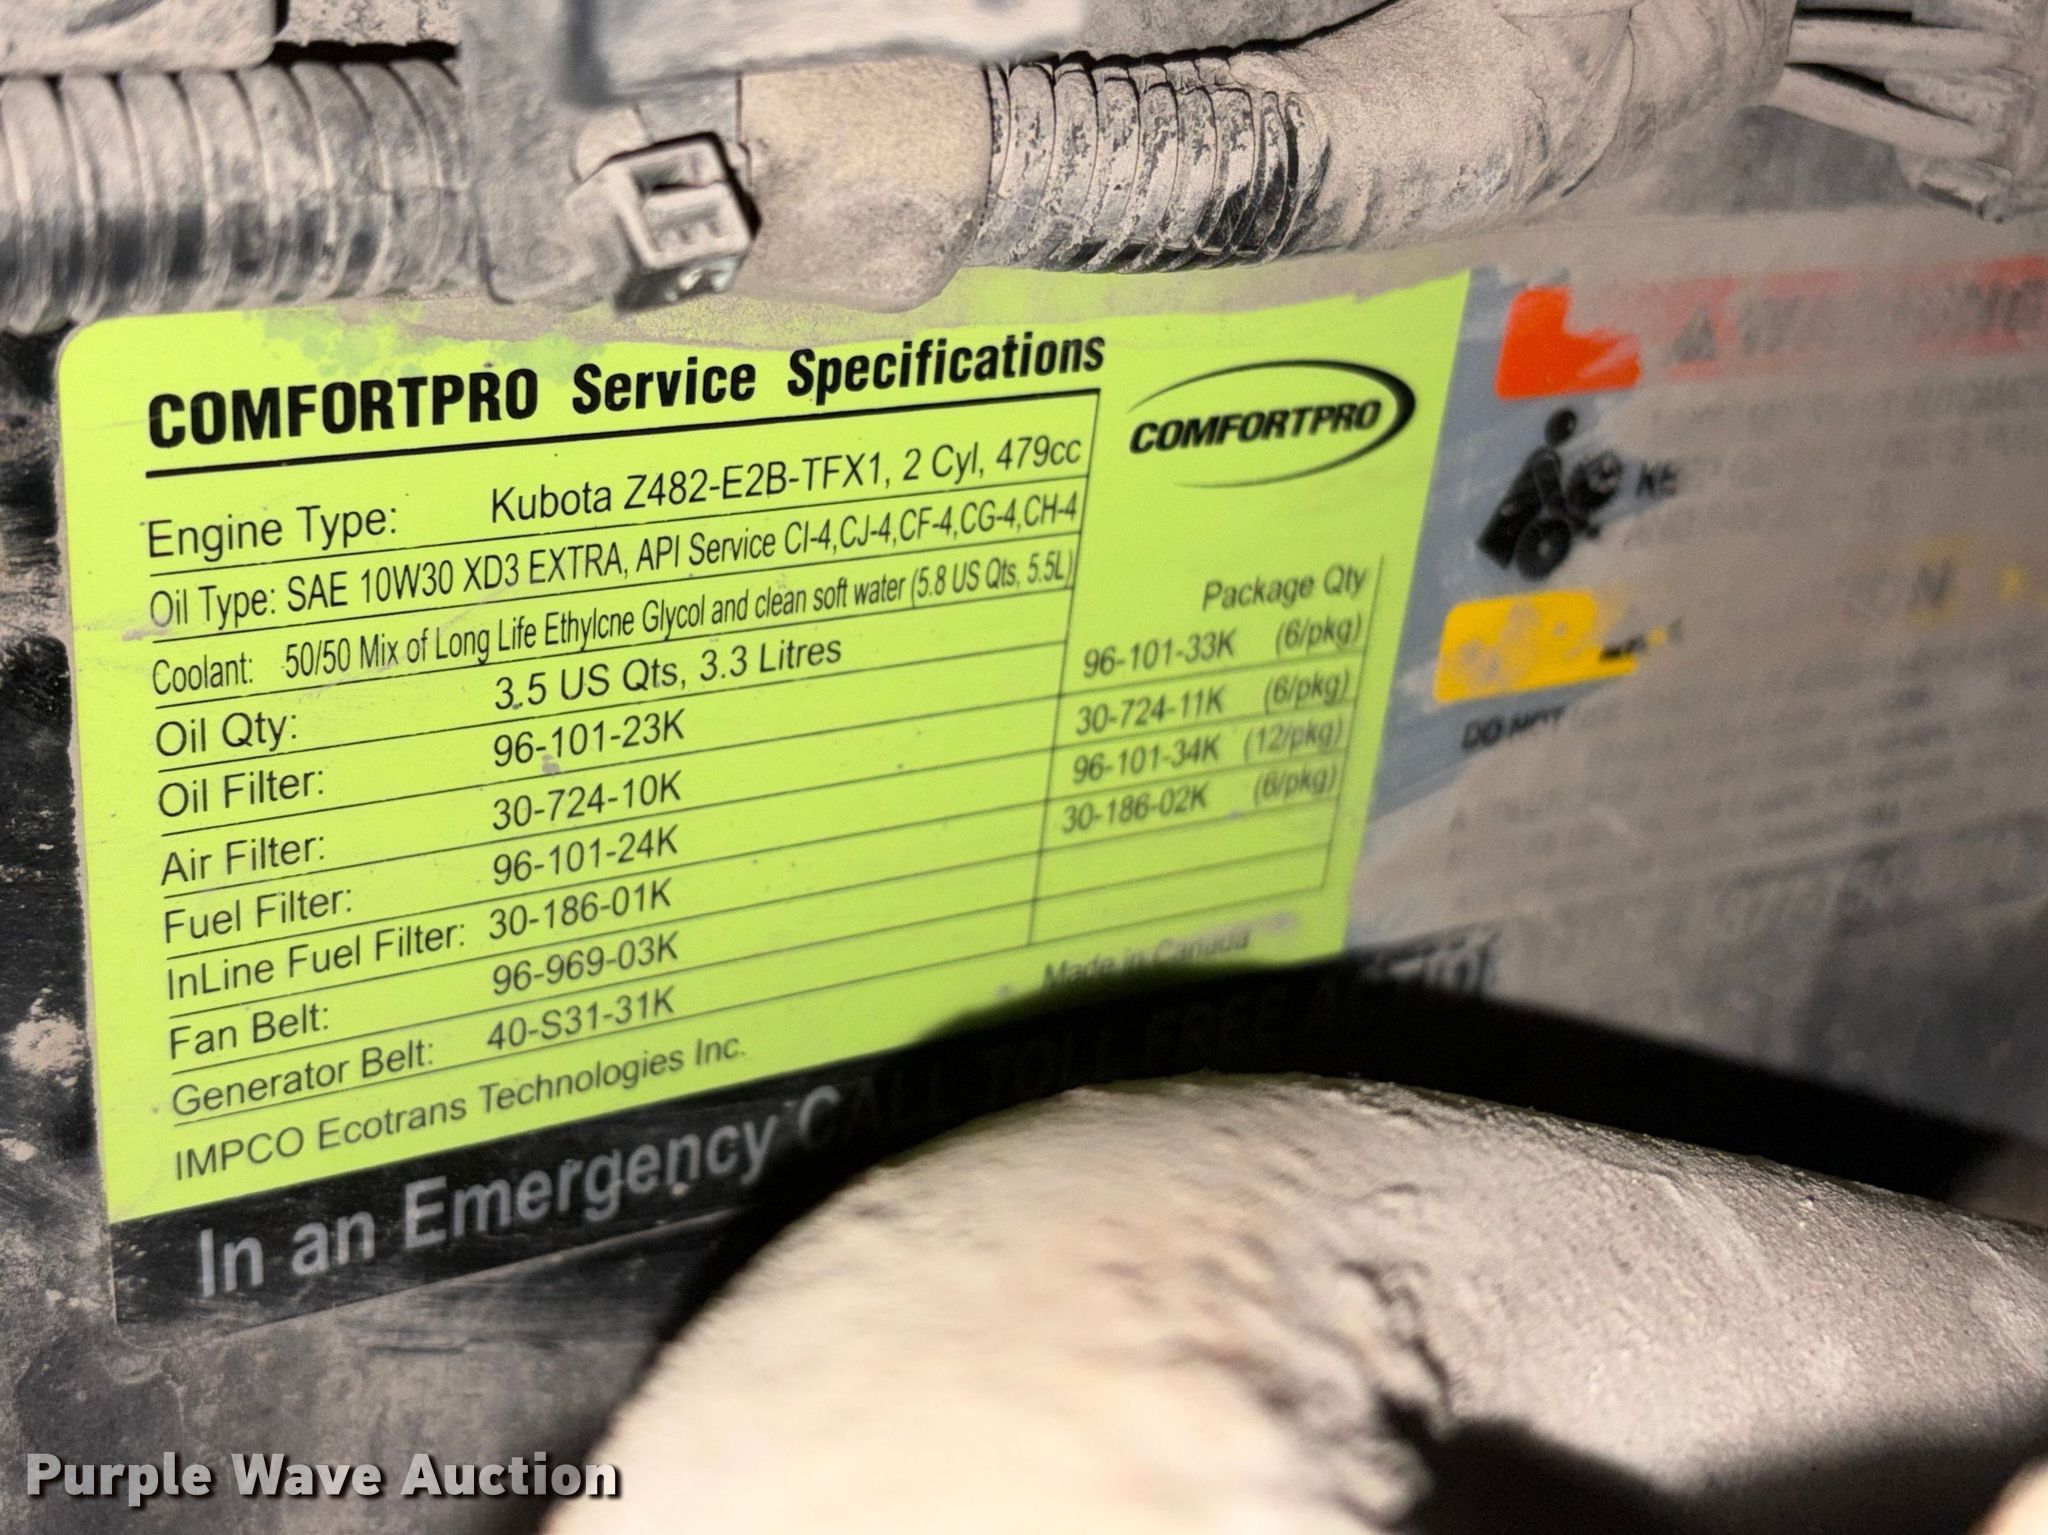 COMFORTPRO Service Specifications
COMFORTPRO
Engine Type: Kubota Z482-E2B-TFX1, 2 Cyl, 479cc
Oil Type: SAE 10W30 XD3 EXTRA, API Service CI-4,CJ-4,CF-4,CG-4,CH-4
Coolant: 50/50 Mix of Long Life Ethylcne Glycol and clean soft water (5.8 US Qts, 5.5L)
Package Qty
Oil Qty: 3.5 US Qts, 3.3 Litres
Oil Filter: 96-101-23K 96-101-33K (6/pkg)
Air Filter: 30-724-10K 30-724-11K (6/pkg)
Fuel Filter: 96-101-24K 96-101-34K (12/pkg)
InLine Fuel Filter: 30-186-01K 30-186-02K (6/pkg)
Fan Belt: 96-969-03K
Generator Belt: 40-S31-31K
IMPCO Ecotrans Technologies Inc. Made in Canada
In an Emergency CALL TOLL FREE
DO NOT
Purple Wave Auction